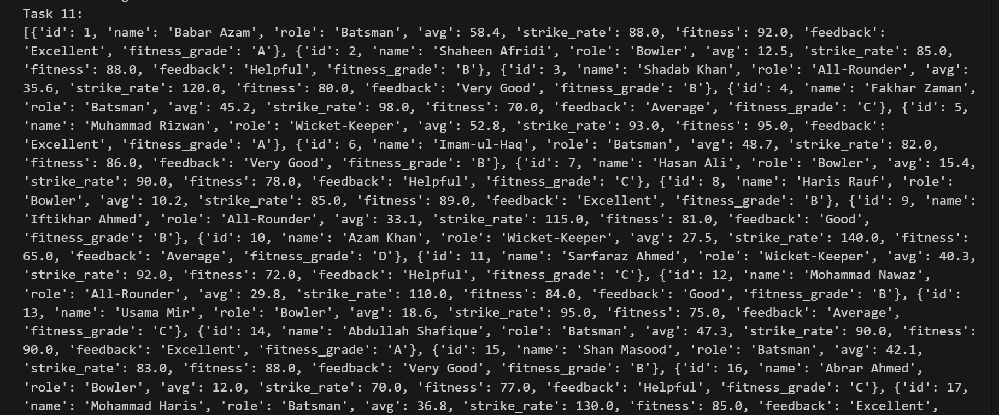 Task 11:
[{'id': 1, 'name': 'Babar Azam', 'role': 'Batsman', 'avg': 58.4, 'strike_rate': 88.0, 'fitness': 92.0, 'feedback':
'Excellent', 'fitness_grade': 'A'}, {'id': 2, 'name': 'Shaheen Afridi', 'role': 'Bowler', 'avg': 12.5, 'strike_rate': 85.0,
'fitness': 88.0, 'feedback': 'Helpful', 'fitness_grade': 'B'}, {'id': 3, 'name': 'Shadab Khan', 'role': 'All-Rounder', 'avg':
35.6, 'strike_rate': 120.0, 'fitness': 80.0, 'feedback': 'Very Good', 'fitness_grade': 'B'}, {'id': 4, 'name': 'Fakhar Zaman',
'role': 'Batsman', 'avg': 45.2, 'strike_rate': 98.0, 'fitness': 70.0, 'feedback': 'Average', 'fitness_grade': 'C'}, {'id': 5,
'name': 'Muhammad Rizwan', 'role': 'Wicket-Keeper', 'avg': 52.8, 'strike_rate': 93.0, 'fitness': 95.0, 'feedback':
'Excellent', 'fitness_grade': 'A'}, {'id': 6, 'name': 'Imam-ul-Haq', 'role': 'Batsman', 'avg': 48.7, 'strike_rate': 82.0,
'fitness': 86.0, 'feedback': 'Very Good', 'fitness_grade': 'B'}, {'id': 7, 'name': 'Hasan Ali', 'role': 'Bowler', 'avg': 15.4,
'strike_rate': 90.0, 'fitness': 78.0, 'feedback': 'Helpful', 'fitness_grade': 'C'}, {'id': 8, 'name': 'Haris Rauf', 'role':
'Bowler', 'avg': 10.2, 'strike_rate': 85.0, 'fitness': 89.0, 'feedback': 'Excellent', 'fitness_grade': 'B'}, {'id': 9, 'name':
'Iftikhar Ahmed', 'role': 'All-Rounder', 'avg': 33.1, 'strike_rate': 115.0, 'fitness': 81.0, 'feedback': 'Good',
'fitness_grade': 'B'}, {'id': 10, 'name': 'Azam Khan', 'role': 'Wicket-Keeper', 'avg': 27.5, 'strike_rate': 140.0, 'fitness':
65.0, 'feedback': 'Average', 'fitness_grade': 'D'}, {'id': 11, 'name': 'Sarfaraz Ahmed', 'role': 'Wicket-Keeper', 'avg': 40.3,
'strike_rate': 92.0, 'fitness': 72.0, 'feedback': 'Helpful', 'fitness_grade': 'C'}, {'id': 12, 'name': 'Mohammad Nawaz',
'role': 'All-Rounder', 'avg': 29.8, 'strike_rate': 110.0, 'fitness': 84.0, 'feedback': 'Good', 'fitness_grade': 'B'}, {'id':
13, 'name': 'Usama Mir', 'role': 'Bowler', 'avg': 18.6, 'strike_rate': 95.0, 'fitness': 75.0, 'feedback': 'Average',
'fitness_grade': 'C'}, {'id': 14, 'name': 'Abdullah Shafique', 'role': 'Batsman', 'avg': 47.3, 'strike_rate': 90.0, 'fitness':
90.0, 'feedback': 'Excellent', 'fitness_grade': 'A'}, {'id': 15, 'name': 'Shan Masood', 'role': 'Batsman', 'avg': 42.1,
'strike_rate': 83.0, 'fitness': 88.0, 'feedback': 'Very Good', 'fitness_grade': 'B'}, {'id': 16, 'name': 'Abrar Ahmed',
'role': 'Bowler', 'avg': 12.0, 'strike_rate': 70.0, 'fitness': 77.0, 'feedback': 'Helpful', 'fitness_grade': 'C'}, {'id': 17,
'name': 'Mohammad Haris', 'role': 'Batsman', 'avg': 36.8, 'strike_rate': 130.0, 'fitness': 85.0, 'feedback': 'Excellent',